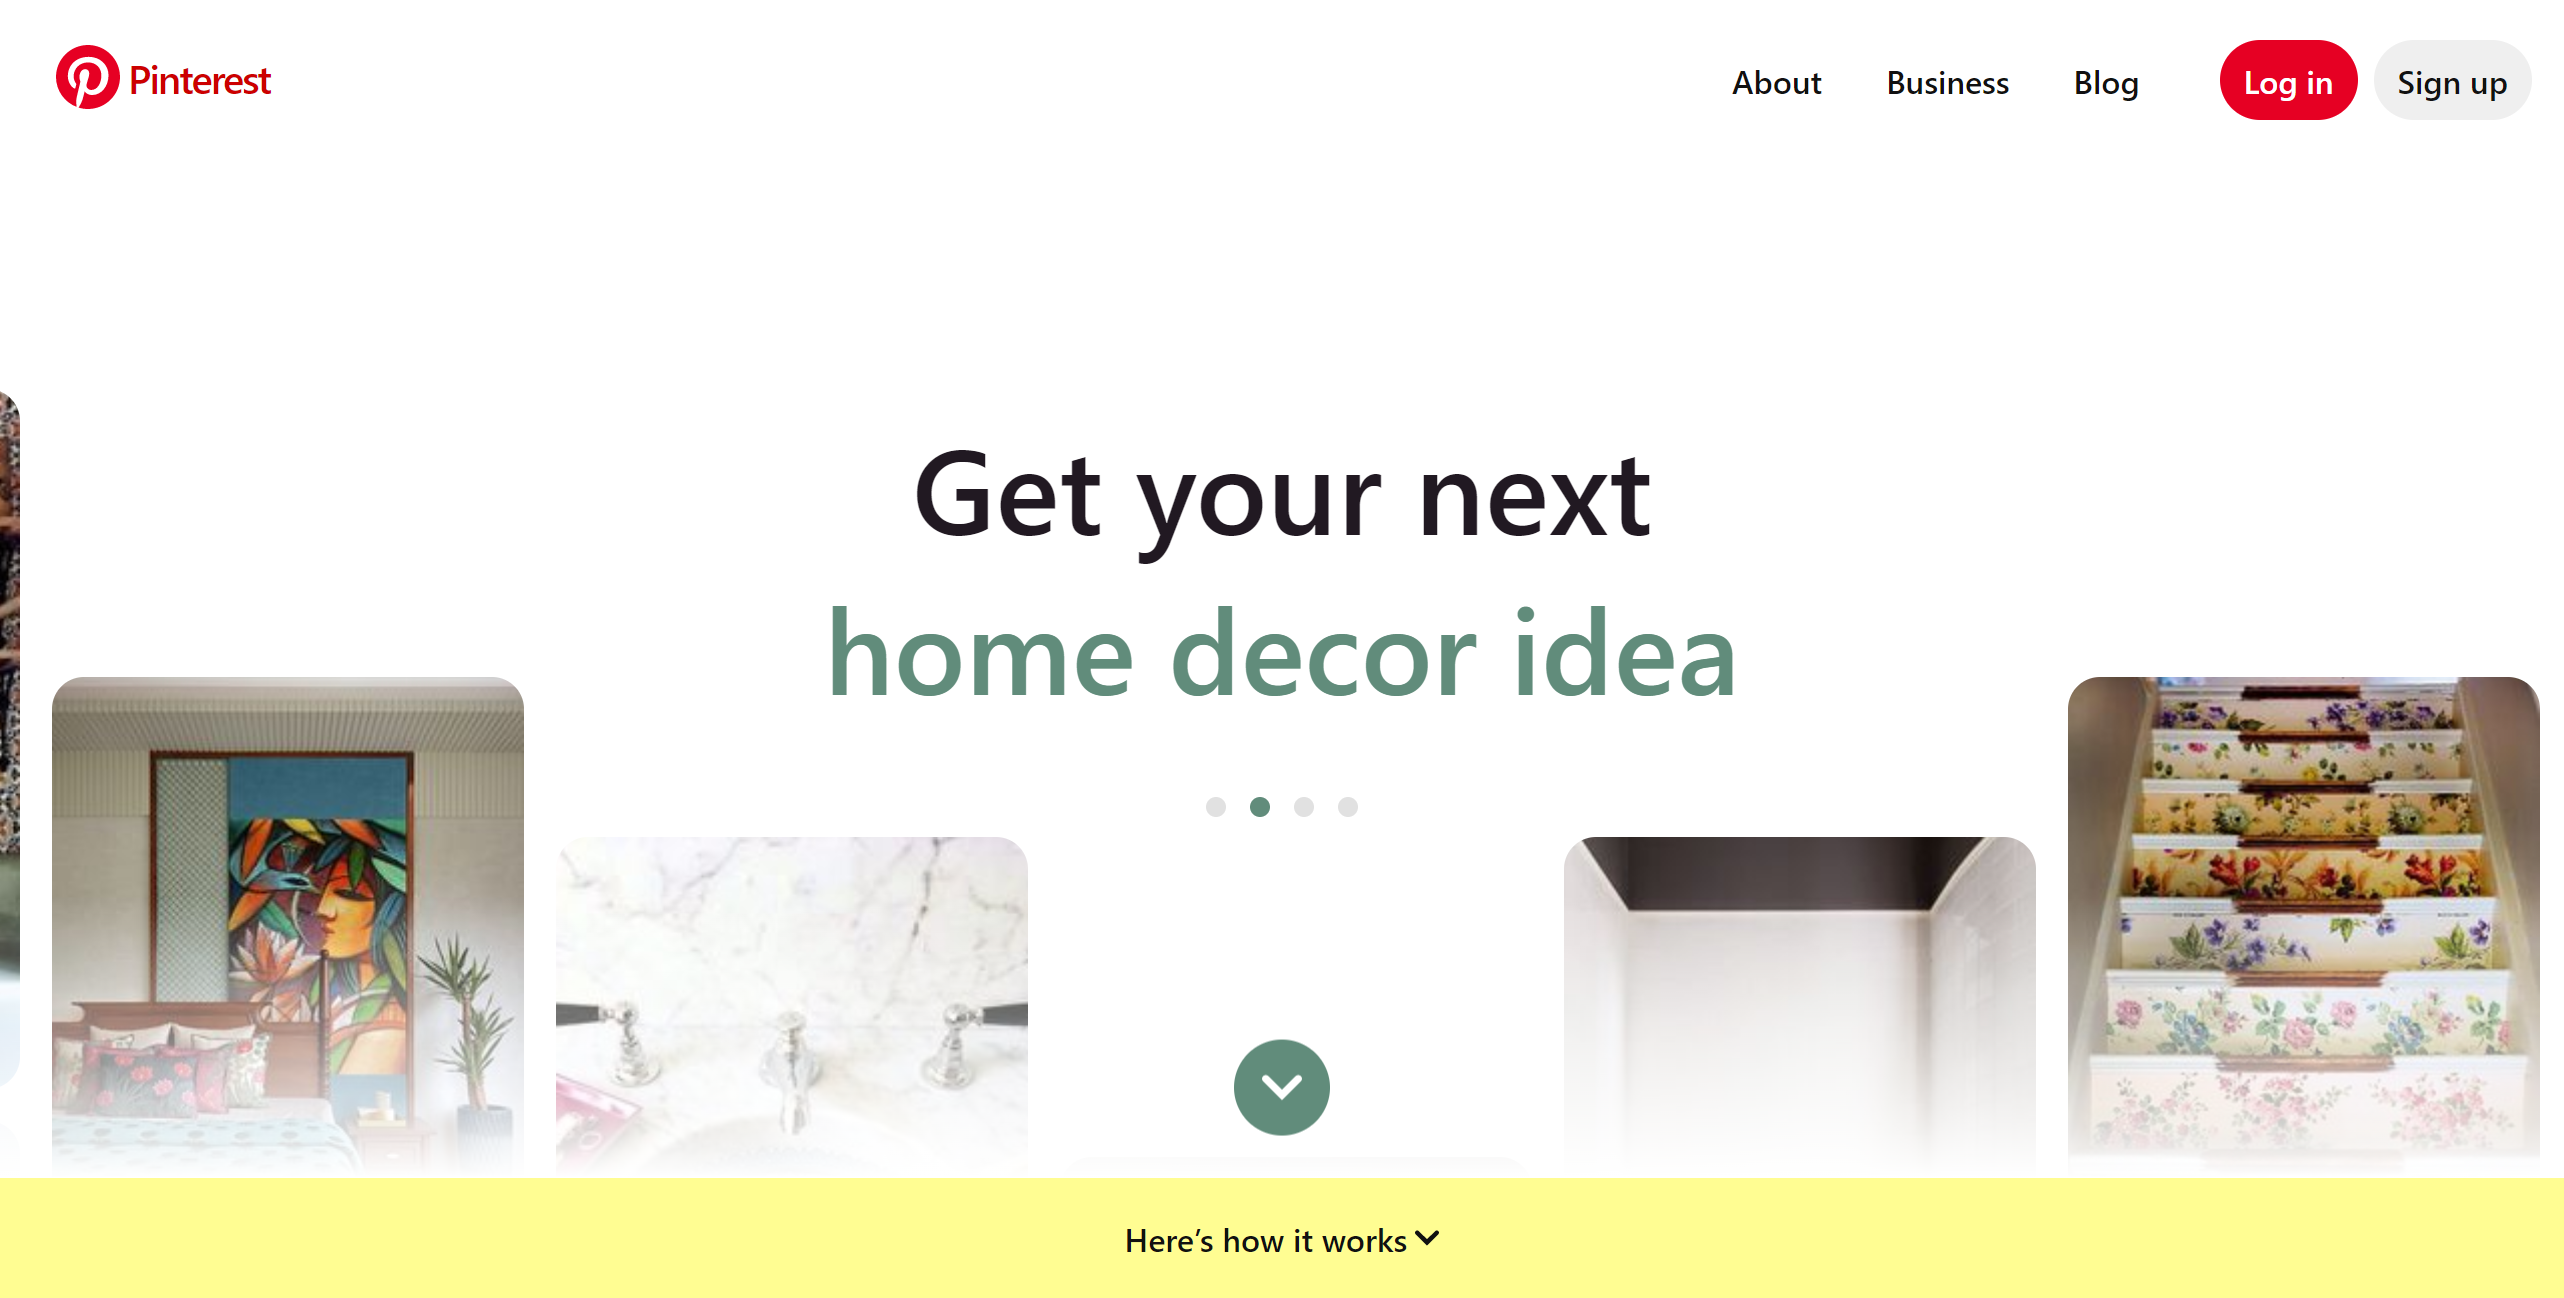 Pinterest
About
Business
Blog
Log in
Sign up
Get your next
home decor idea
Here's how it works